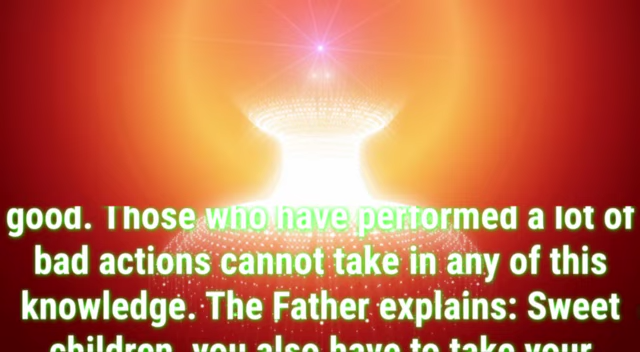 good. Those who have performed a lot of
bad actions cannot take in any of this
knowledge. The Father explains: Sweet
children, you also have to take your